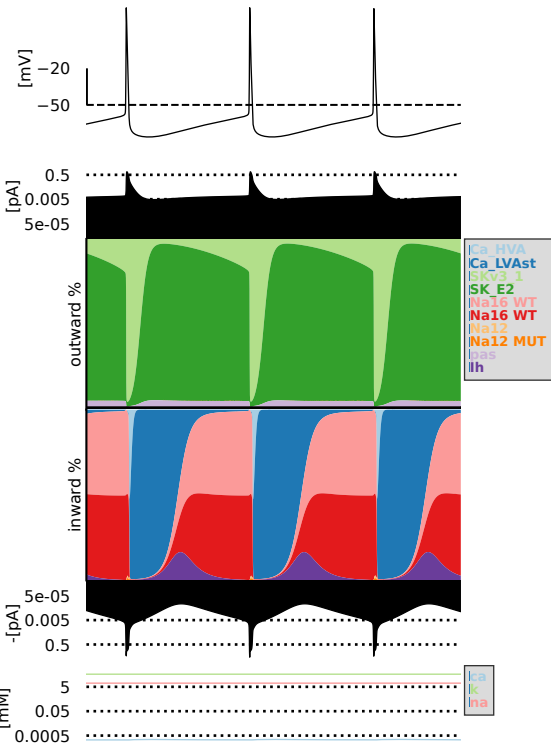 [mV]
−20
−50
[pA]
0.5
0.005
5e-05
outward %
Ca_HVA
Ca_LVAst
SKv3_1
SK_E2
Na16 WT
Na16 WT
Na12
Na12 MUT
pas
Ih
inward %
-[pA]
5e-05
0.005
0.5
[mM]
5
0.05
0.0005
ca
k
na